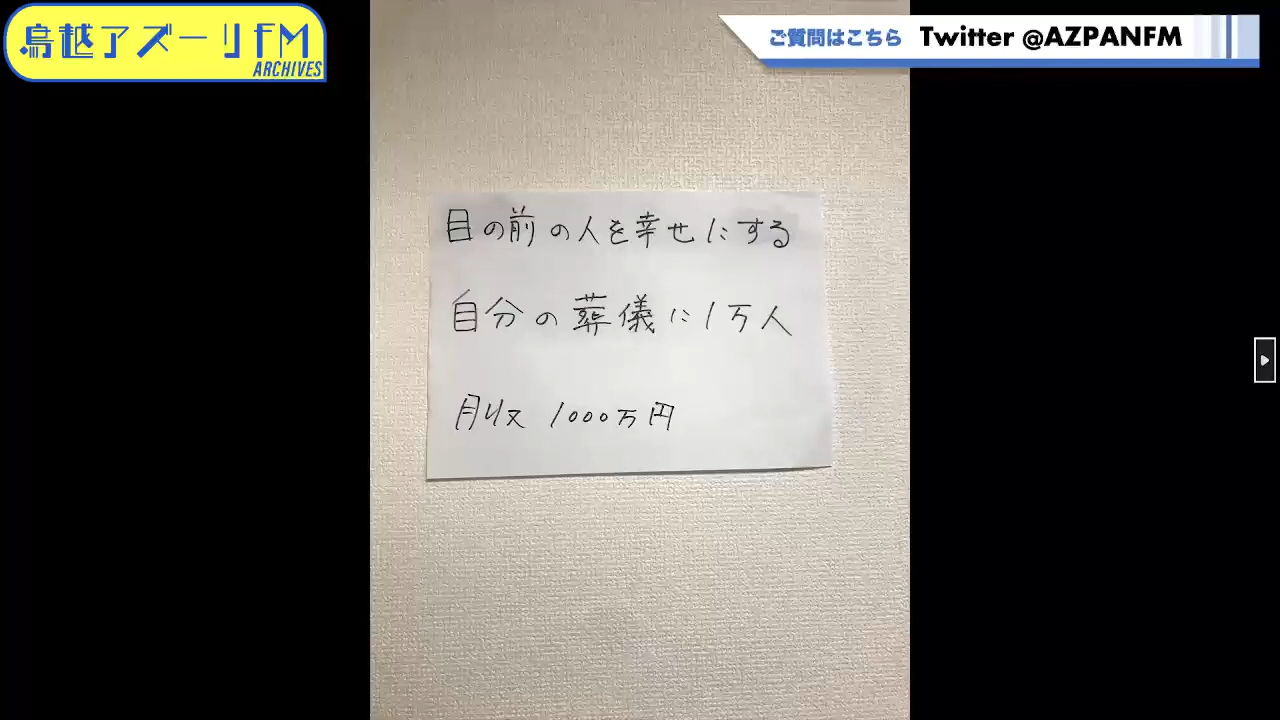 鳥越アズーリFM
ARCHIVES
ご質問はこちら Twitter @AZPANFM
目の前の人を幸せにする
自分の葬儀に1万人
月収 1000万円